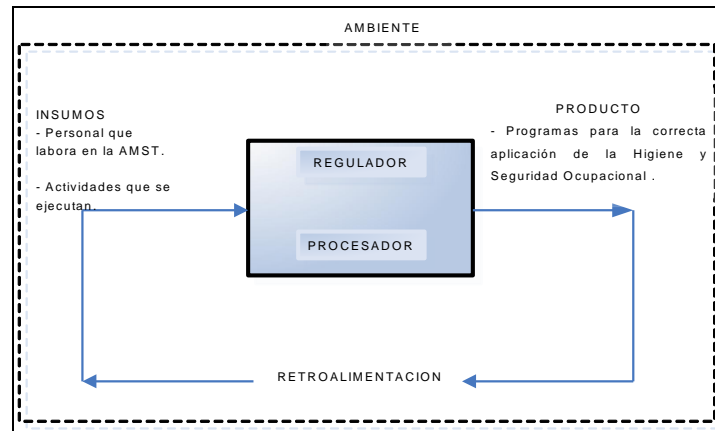 AMBIENTE
INSUMOS
- Personal que
labora en la AMST.
- Actividades que se
ejecutan.
REGULADOR
PROCESADOR
PRODUCTO
- Programas para la correcta
aplicación de la Higiene y
Seguridad Ocupacional .
RETROALIMENTACION